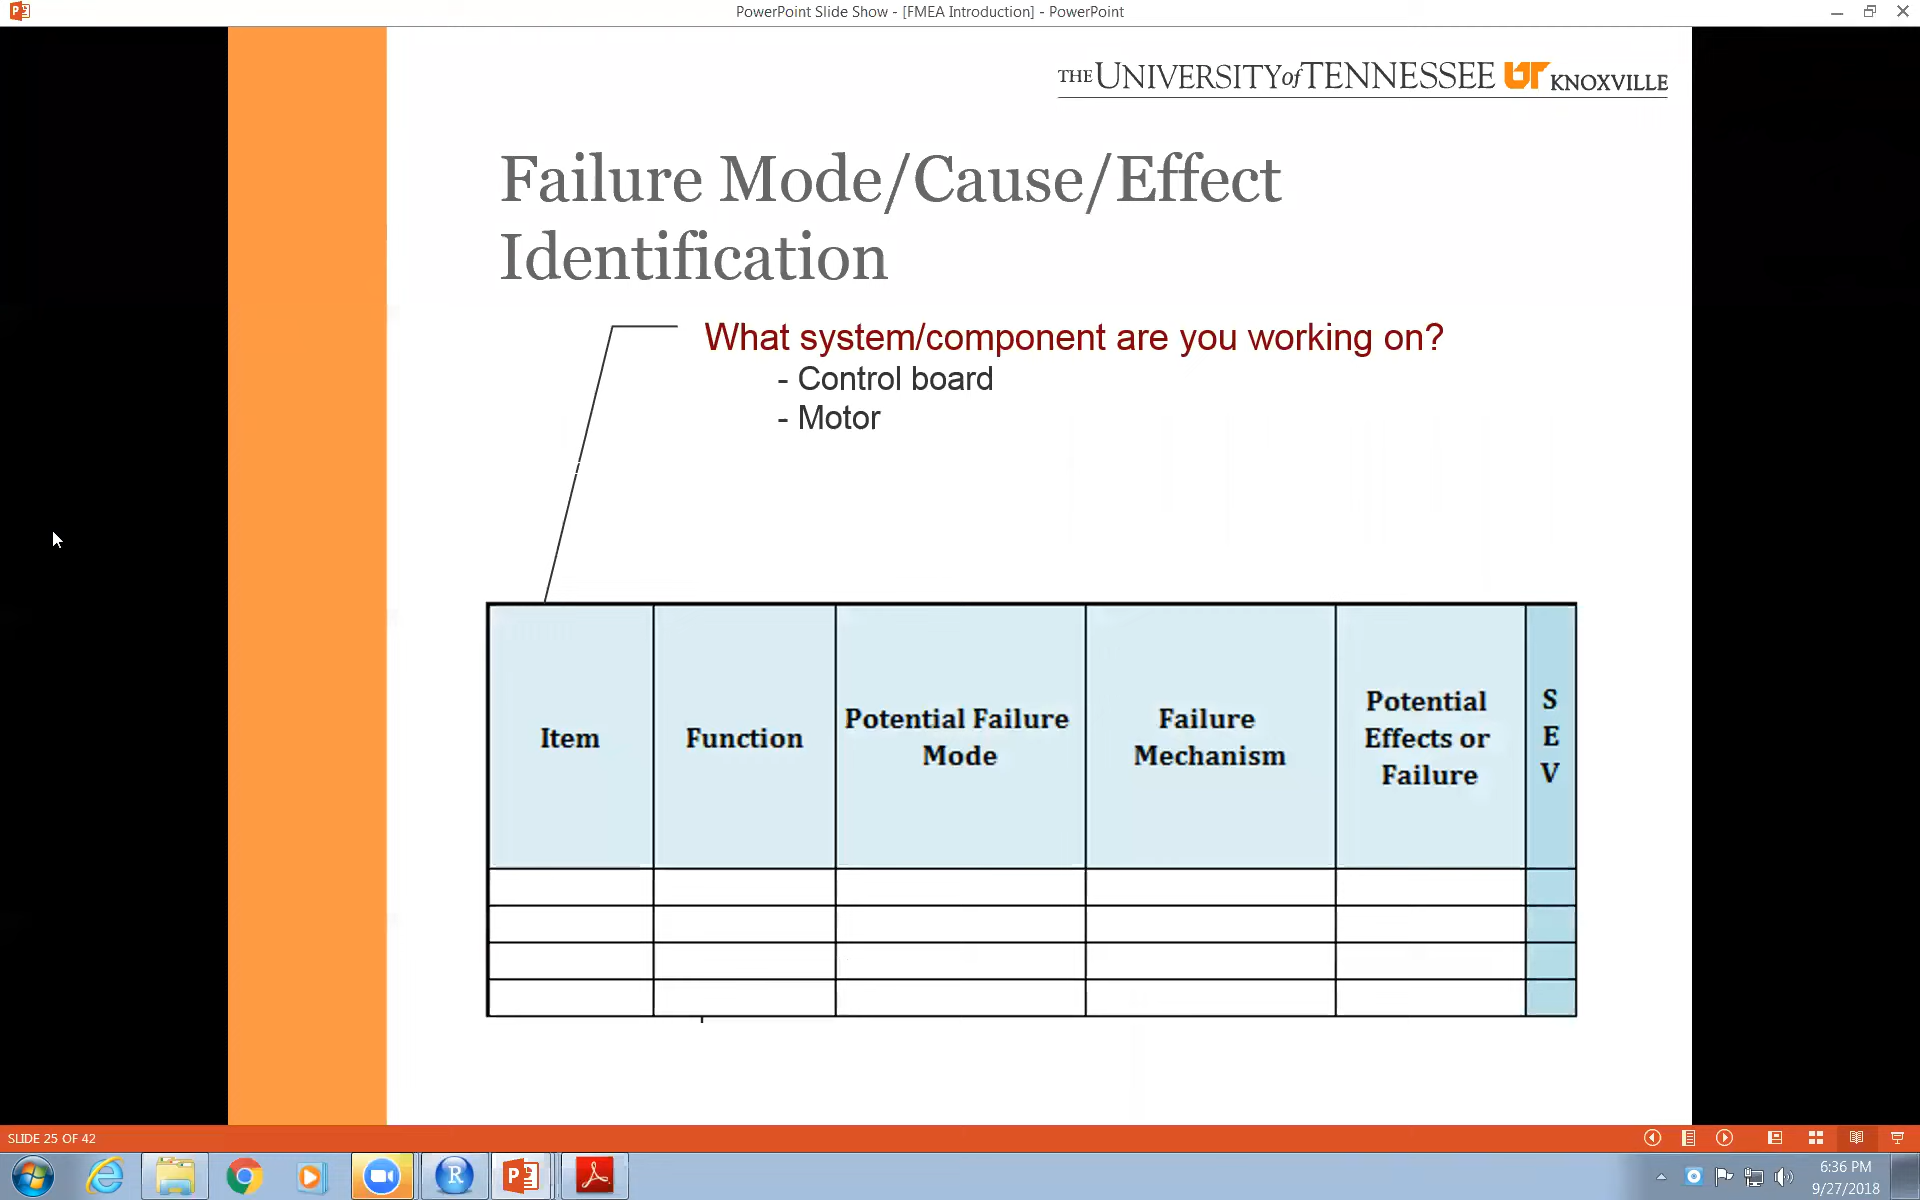 PowerPoint Slide Show - [FMEA Introduction] - PowerPoint
THE UNIVERSITY of TENNESSEE UT KNOXVILLE
Failure Mode/Cause/Effect
Identification
What system/component are you working on?
- Control board
- Motor
Item
Function
Potential Failure
Mode
Failure
Mechanism
Potential
Effects or
Failure
S
E
V
SLIDE 25 OF 42
6:36 PM
9/27/2018